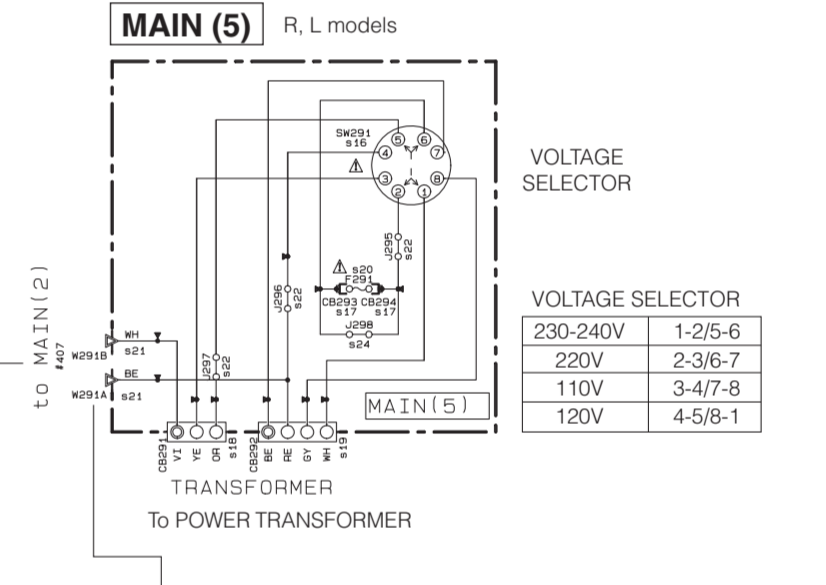 MAIN (5) R, L models
SW291
s16
5
6
4
7
3
8
2
1
VOLTAGE
SELECTOR
J295
s22
s20
F291
CB293 CB294
s17 s17
J296
s22
J298
s24
J297
s22
to MAIN(2)
#407
WH
s21
W291B
BE
s21
W291A
MAIN(5)
CB291
VI
YE
OR
s18
CB292
BE
RE
GY
WH
s19
TRANSFORMER
To POWER TRANSFORMER
VOLTAGE SELECTOR
230-240V 1-2/5-6
220V 2-3/6-7
110V 3-4/7-8
120V 4-5/8-1